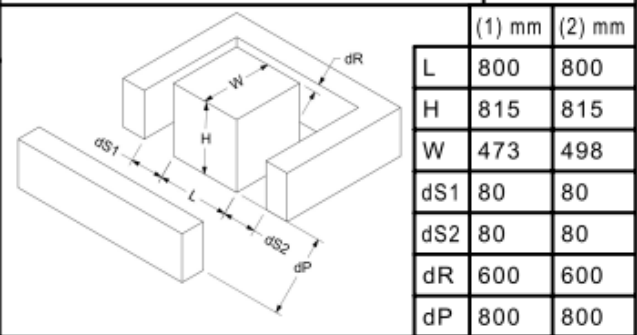 (1) mm (2) mm
L 800 800
H 815 815
W 473 498
dS1 80 80
dS2 80 80
dR 600 600
dP 800 800
dR
W
H
dS1
L
dS2
dP